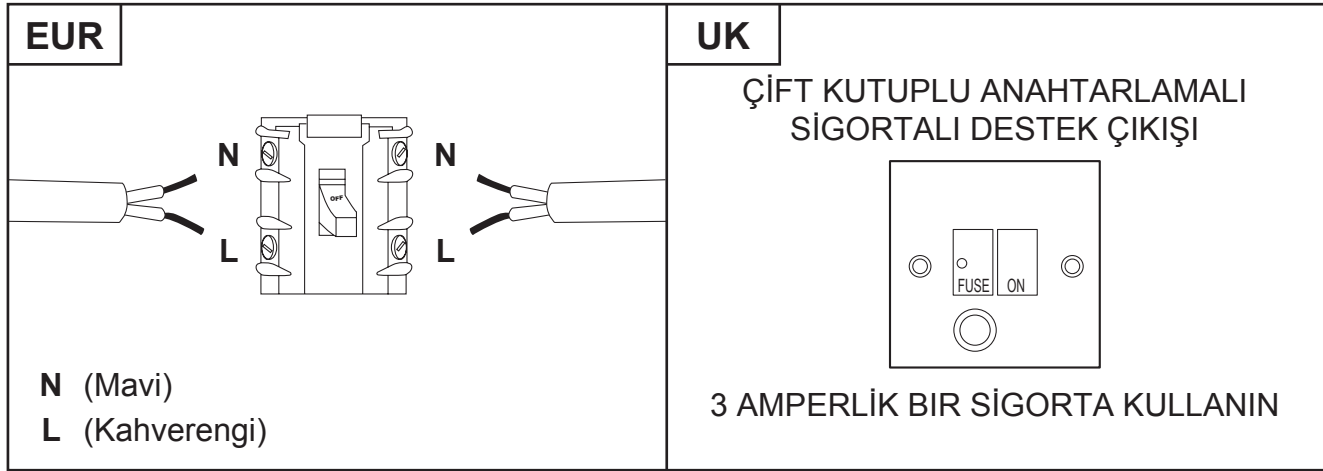 EUR
N
N
OFF
L
L
N (Mavi)
L (Kahverengi)
UK
ÇİFT KUTUPLU ANAHTARLAMALI
SİGORTALI DESTEK ÇIKIŞI
FUSE ON
3 AMPERLİK BIR SİGORTA KULLANIN